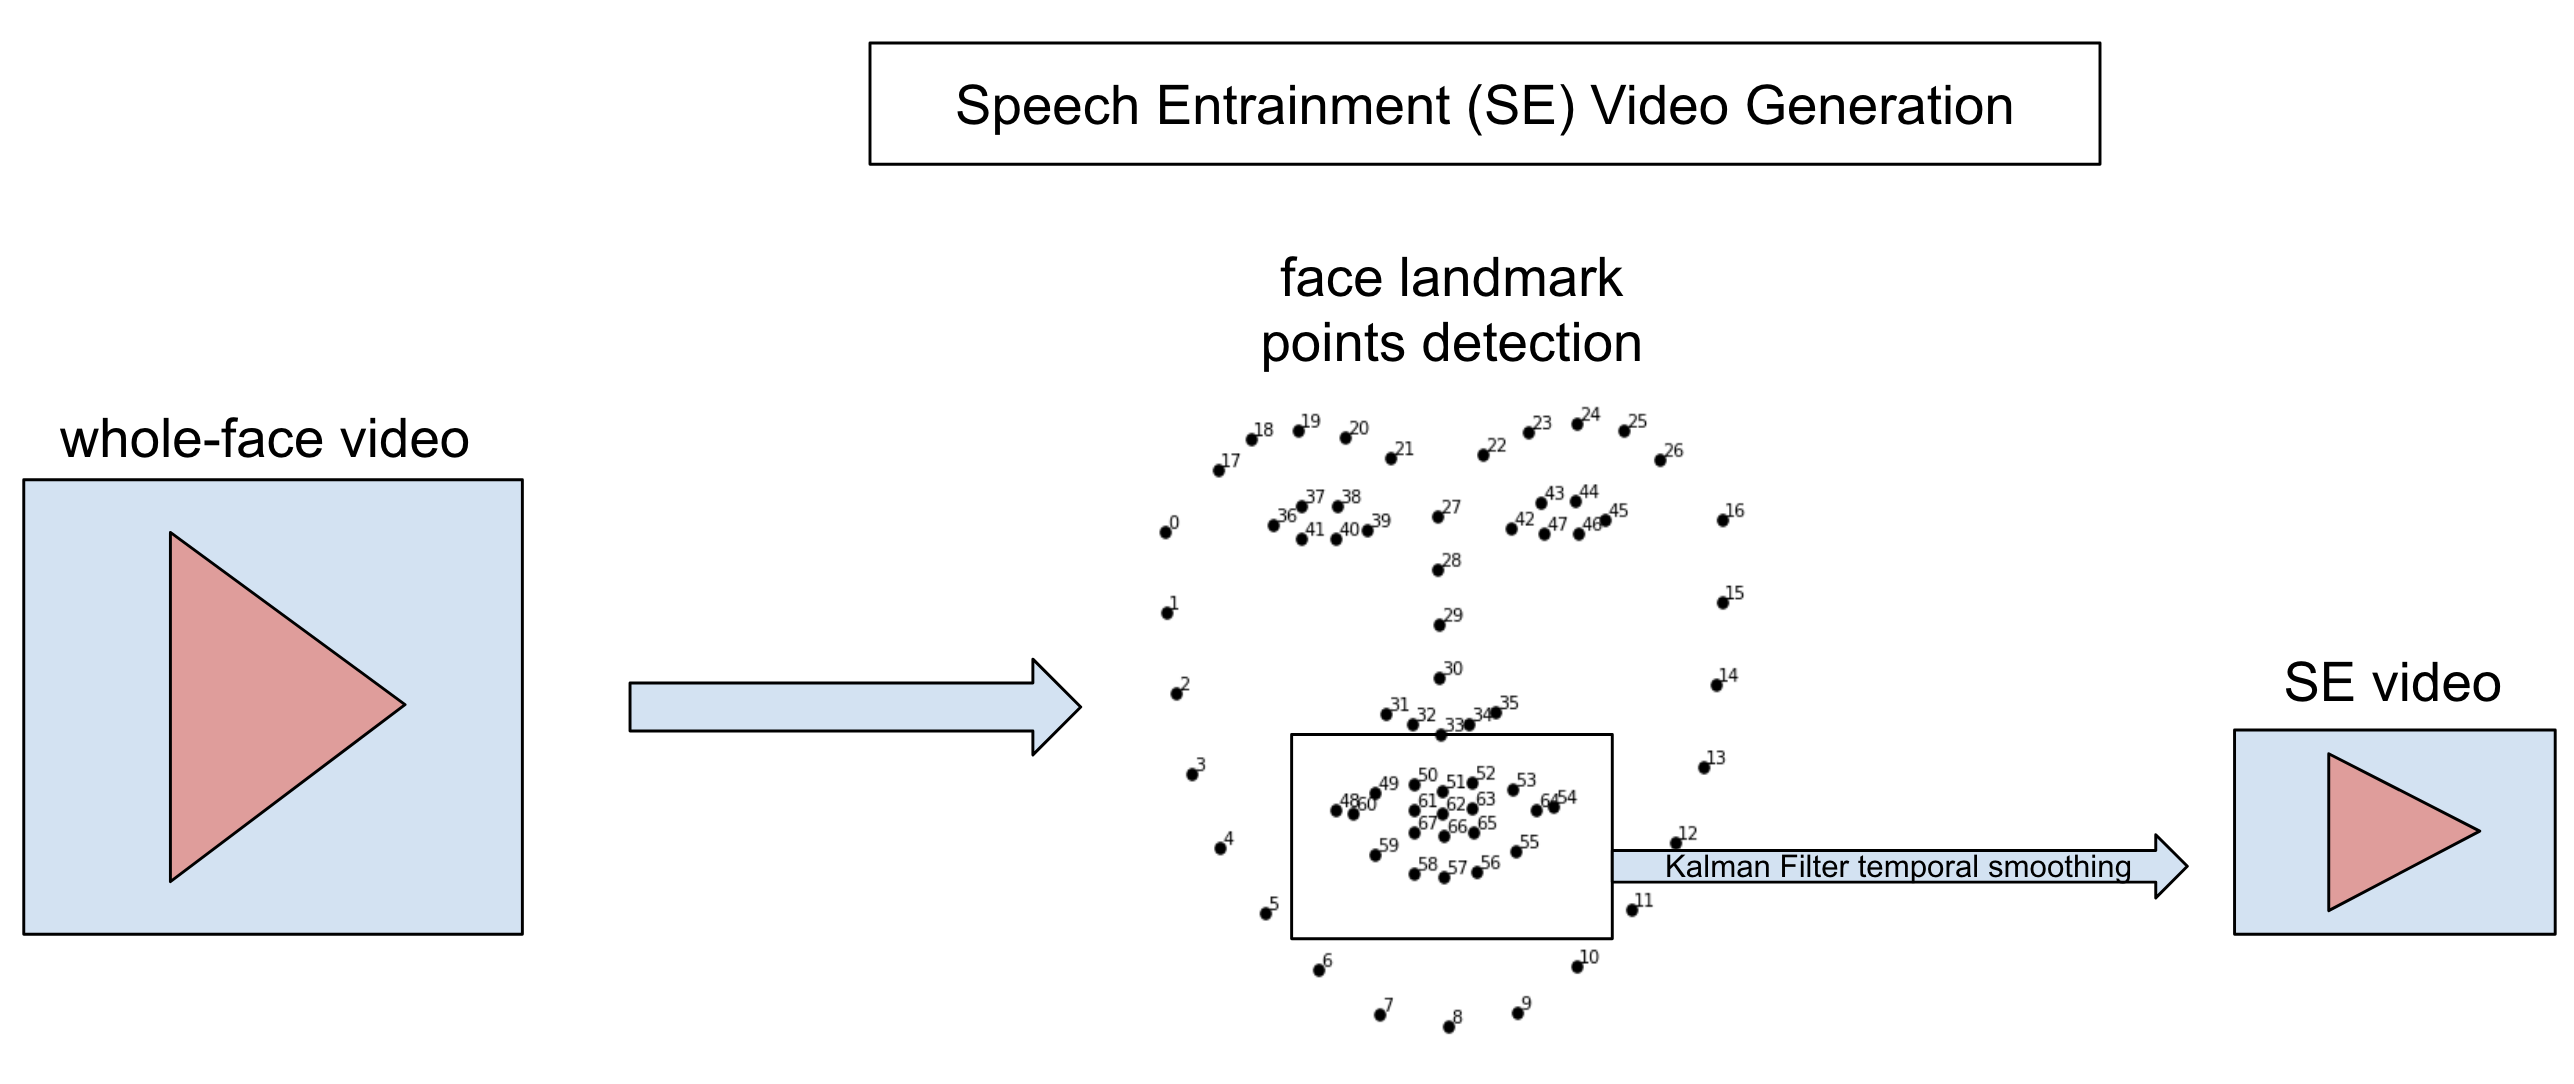 Speech Entrainment (SE) Video Generation
face landmark
points detection
whole-face video
SE video
Kalman Filter temporal smoothing
18 19 20 21 22 23 24 25 26
17
37 38 43 44
0 36 41 40 39 27 42 47 46 45 16
28
1 29 15
2 30 14
31 32 33 34 35
3 13
49 50 51 52 53
48 60 61 62 63 54
67 66 65
4 59 55 12
58 57 56
5 11
6 10
7 8 9